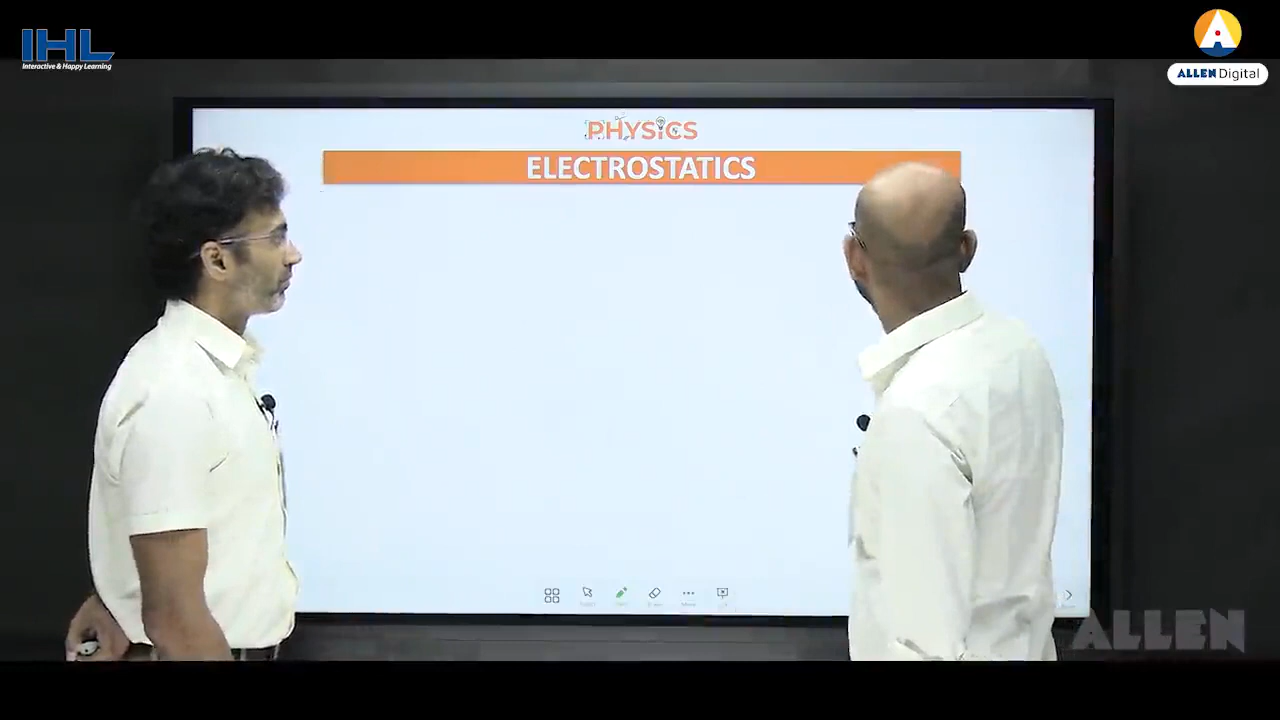 IHL
Interactive & Happy Learning
A
ALLEN Digital
PHYSICS
ELECTROSTATICS
ALLEN